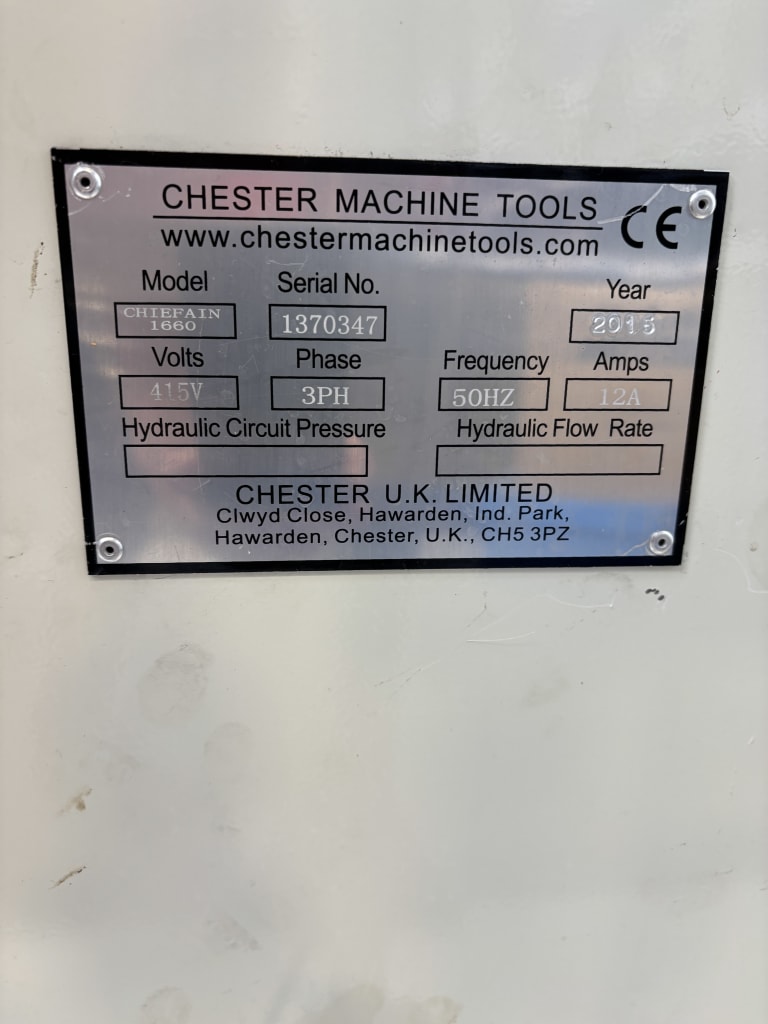 CHESTER MACHINE TOOLS
www.chestermachinetools.com
CE
Model Serial No. Year
CHIEFAIN
1660
1370347 2015
Volts Phase Frequency Amps
415V 3PH 50HZ 12A
Hydraulic Circuit Pressure Hydraulic Flow Rate
CHESTER U.K. LIMITED
Clwyd Close, Hawarden, Ind. Park,
Hawarden, Chester, U.K., CH5 3PZ